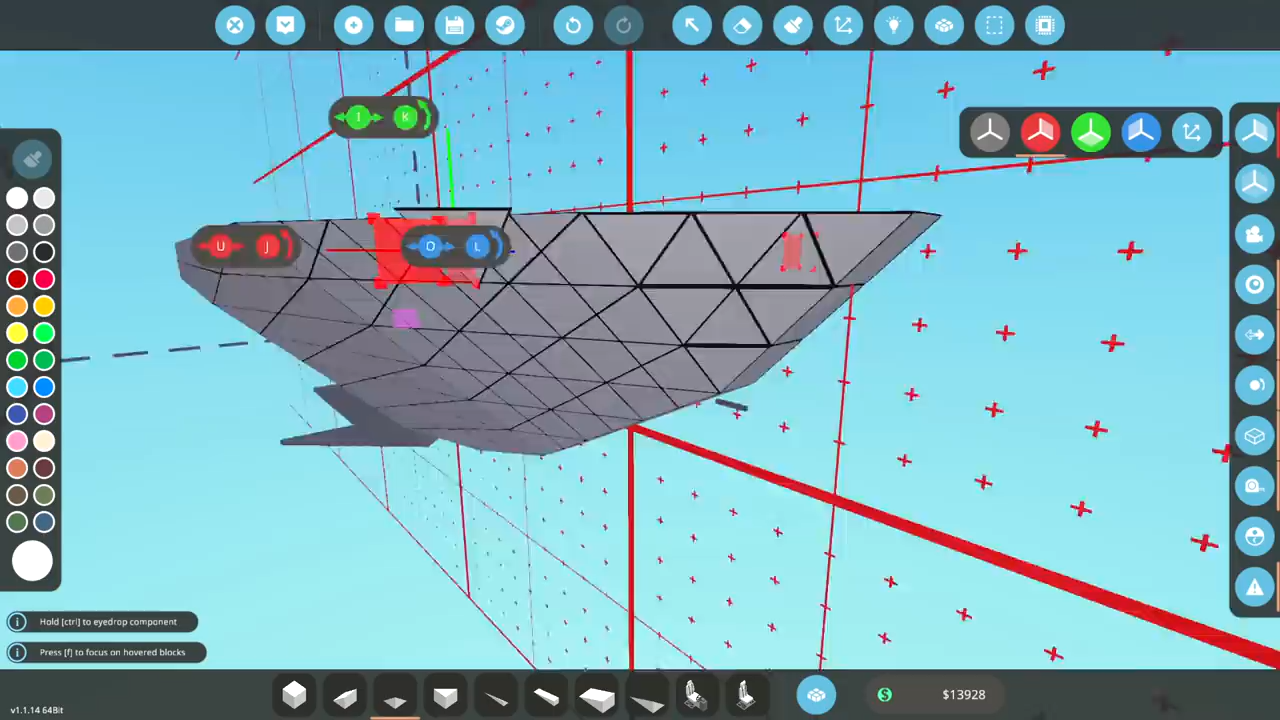 I K
U J O L
Hold [ctrl] to eyedrop component
Press [f] to focus on hovered blocks
v1.1.14 64Bit
$ $13928